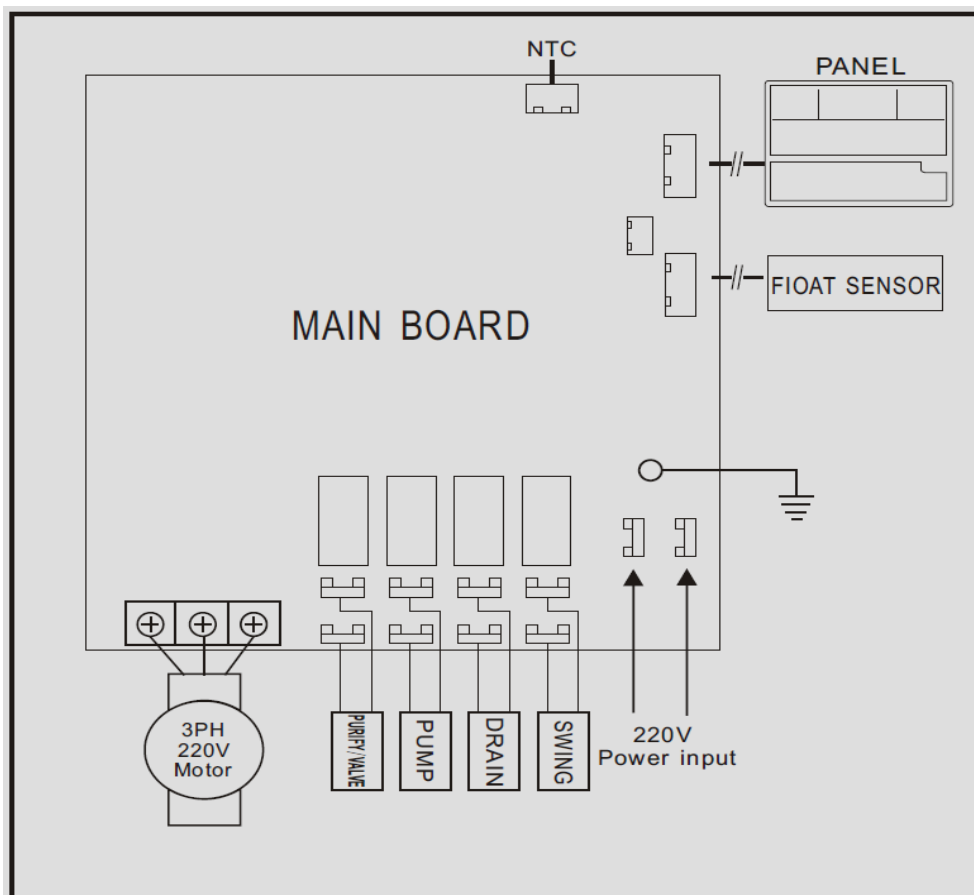 NTC
PANEL
FIOAT SENSOR
MAIN BOARD
3PH
220V
Motor
PURIFY/VALVE
PUMP
DRAIN
SWING
220V
Power input